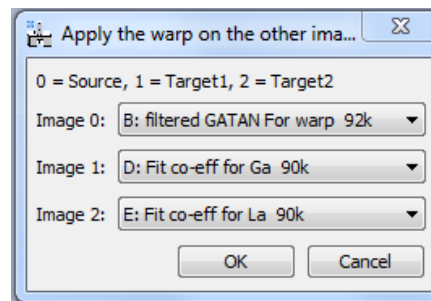 Apply the warp on the other ima...
0 = Source, 1 = Target1, 2 = Target2
Image 0: B: filtered GATAN For warp 92k
Image 1: D: Fit co-eff for Ga 90k
Image 2: E: Fit co-eff for La 90k
OK Cancel